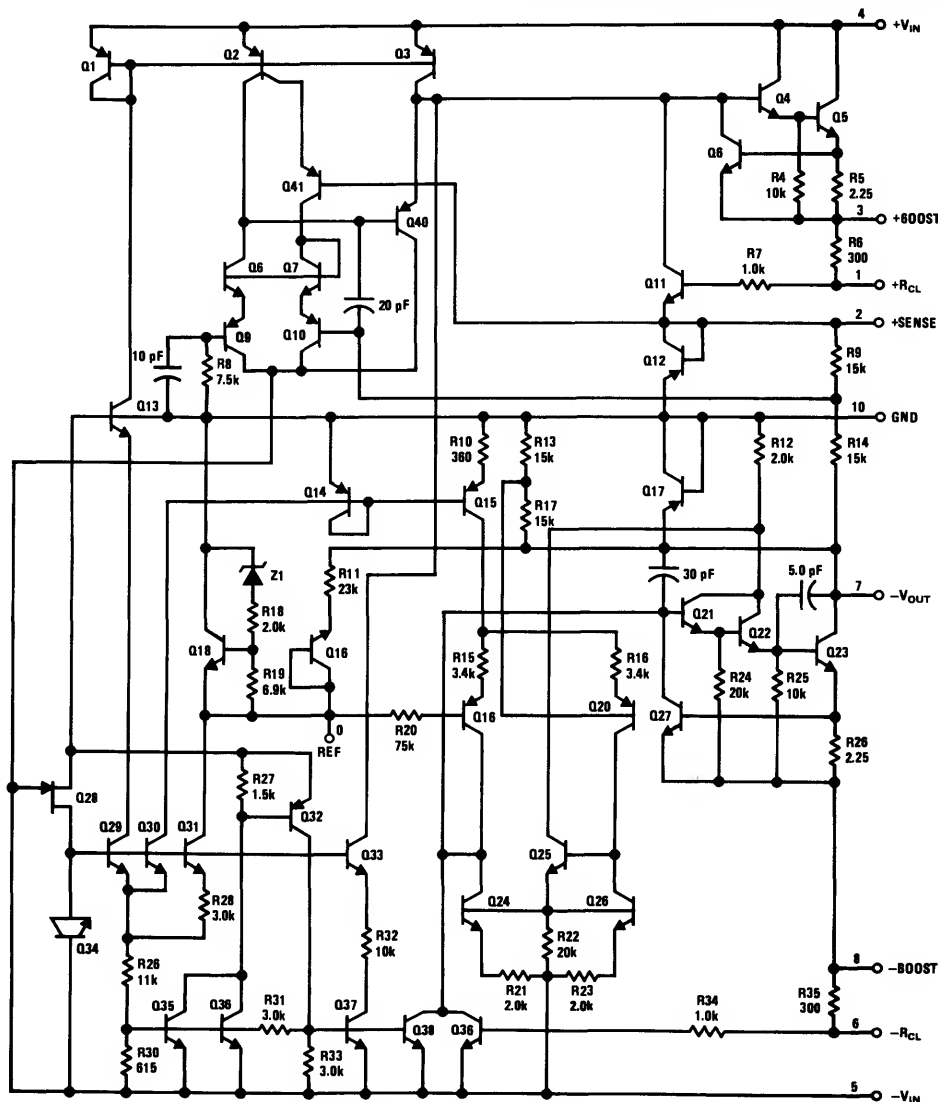 4
+VIN
Q1
Q2
Q3
Q4
Q5
Q6
R4
10k
R5
2.25
3
+6OOST
Q41
Q40
R6
300
R7
1.0k
1
+RCL
Q6
Q7
Q11
20 pF
2
+SENSE
Q9
Q10
Q12
R9
15k
10 pF
R8
7.5k
Q13
10
GND
R10
360
R13
15k
R12
2.0k
R14
15k
Q14
Q15
Q17
R17
15k
Z1
R11
23k
30 pF
5.0 pF
7
–VOUT
R18
2.0k
Q21
Q22
Q23
Q18
Q16
R19
6.9k
R15
3.4k
R16
3.4k
R24
20k
R25
10k
Q16
Q20
Q27
0
REF
R20
75k
R26
2.25
R27
1.5k
Q28
Q32
Q29
Q30
Q31
Q33
Q25
R28
3.0k
Q24
Q26
Q34
R32
10k
R22
20k
8
–BOOST
R26
11k
R21
2.0k
R23
2.0k
R35
300
Q35
Q36
R31
3.0k
Q37
Q38
Q36
R34
1.0k
6
–RCL
R30
615
R33
3.0k
5
–VIN